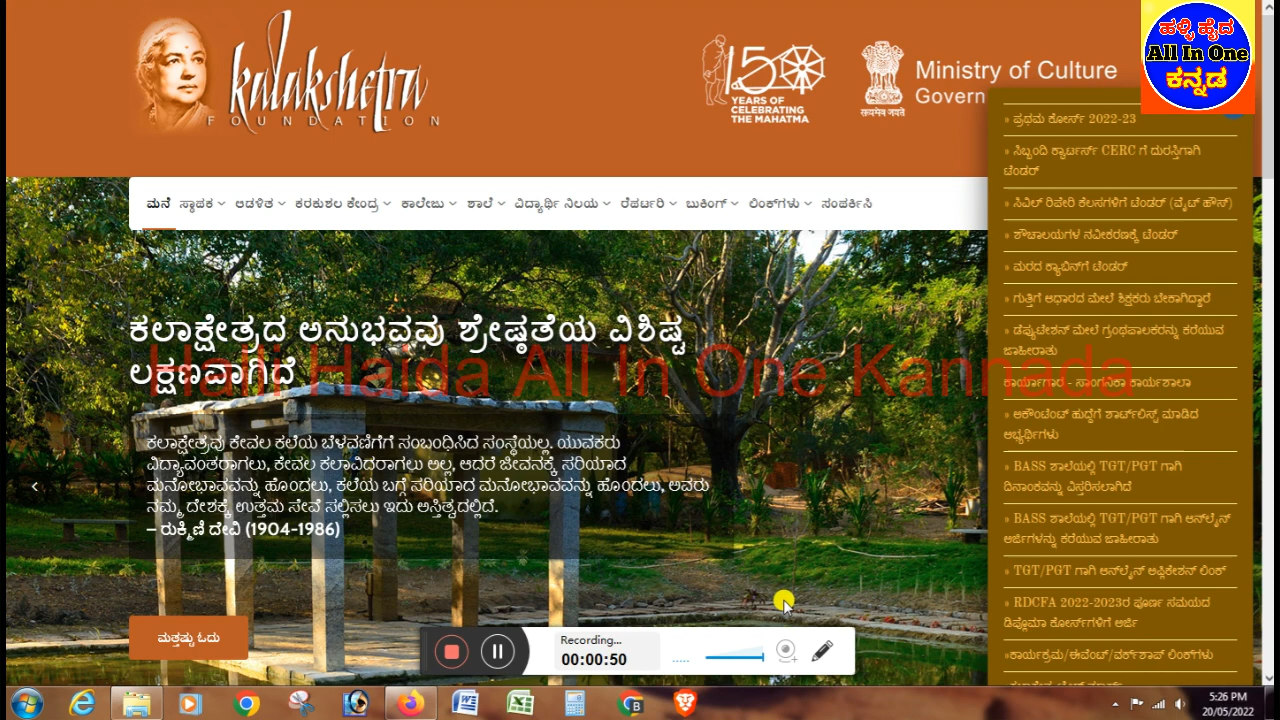 kalakshetra
FOUNDATION
150
YEARS OF
CELEBRATING
THE MAHATMA
सत्यमेव जयते
Ministry of Culture
Govern
ಹಳ್ಳಿ ಹೈದ
All In One
ಕನ್ನಡ
ಮನೆ ಸ್ಥಾಪಕ ಆಡಳಿತ ಕರಕುಶಲ ಕೇಂದ್ರ ಕಾಲೇಜು ಶಾಲೆ ವಿದ್ಯಾರ್ಥಿ ನಿಲಯ ರೆಪರ್ಟರಿ ಬುಕಿಂಗ್ ಲಿಂಕ್‌ಗಳು ಸಂಪರ್ಕಿಸಿ
ಕಲಾಕ್ಷೇತ್ರದ ಅನುಭವವು ಶ್ರೇಷ್ಠತೆಯ ವಿಶಿಷ್ಟ
ಲಕ್ಷಣವಾಗಿದೆ
Halli Haida All In One Kannada
ಕಲಾಕ್ಷೇತ್ರವು ಕೇವಲ ಕಲೆಯ ಬೆಳವಣಿಗೆಗೆ ಸಂಬಂಧಿಸಿದ ಸಂಸ್ಥೆಯಲ್ಲ. ಯುವಕರು
ವಿದ್ಯಾವಂತರಾಗಲು, ಕೇವಲ ಕಲಾವಿದರಾಗಲು ಅಲ್ಲ, ಆದರೆ ಜೀವನಕ್ಕೆ ಸರಿಯಾದ
ಮನೋಭಾವವನ್ನು ಹೊಂದಲು, ಕಲೆಯ ಬಗ್ಗೆ ಸರಿಯಾದ ಮನೋಭಾವವನ್ನು ಹೊಂದಲು, ಅವರು
ನಮ್ಮ ದೇಶಕ್ಕೆ ಉತ್ತಮ ಸೇವೆ ಸಲ್ಲಿಸಲು ಇದು ಅಸ್ತಿತ್ವದಲ್ಲಿದೆ.
– ರುಕ್ಮಿಣಿ ದೇವಿ (1904-1986)
ಮತ್ತಷ್ಟು ಓದು
» ಪ್ರಥಮ ಕೋರ್ಸ್ 2022-23
» ಸಿಬ್ಬಂದಿ ಕ್ವಾರ್ಟರ್ಸ್ CERC ಗೆ ದುರಸ್ತಿಗಾಗಿ
ಟೆಂಡರ್
» ಸಿವಿಲ್ ರಿಪೇರಿ ಕೆಲಸಗಳಿಗೆ ಟೆಂಡರ್ (ವೈಟ್ ಹೌಸ್)
» ಶೌಚಾಲಯಗಳ ನವೀಕರಣಕ್ಕೆ ಟೆಂಡರ್
» ಮರದ ಕ್ಯಾಬಿನ್‌ಗೆ ಟೆಂಡರ್
» ಗುತ್ತಿಗೆ ಆಧಾರದ ಮೇಲೆ ಶಿಕ್ಷಕರು ಬೇಕಾಗಿದ್ದಾರೆ
» ಡೆಪ್ಯುಟೇಶನ್ ಮೇಲೆ ಗ್ರಂಥಪಾಲಕರನ್ನು ಕರೆಯುವ
ಜಾಹೀರಾತು
ಕಾರ್ಯಾಗಾರ - ಸಾಂಗನಿಕಾ ಕಾರ್ಯಶಾಲಾ
» ಅಕೌಂಟೆಂಟ್ ಹುದ್ದೆಗೆ ಶಾರ್ಟ್‌ಲಿಸ್ಟ್ ಮಾಡಿದ
ಅಭ್ಯರ್ಥಿಗಳು
» BASS ಶಾಲೆಯಲ್ಲಿ TGT/PGT ಗಾಗಿ
ದಿನಾಂಕವನ್ನು ವಿಸ್ತರಿಸಲಾಗಿದೆ
» BASS ಶಾಲೆಯಲ್ಲಿ TGT/PGT ಗಾಗಿ ಆನ್‌ಲೈನ್
ಅರ್ಜಿಗಳನ್ನು ಕರೆಯುವ ಜಾಹೀರಾತು
» TGT/PGT ಗಾಗಿ ಆನ್‌ಲೈನ್ ಅಪ್ಲಿಕೇಶನ್ ಲಿಂಕ್
» RDCFA 2022-2023ರ ಪೂರ್ಣ ಸಮಯದ
ಡಿಪ್ಲೊಮಾ ಕೋರ್ಸ್‌ಗಳಿಗೆ ಅರ್ಜಿ
»ಕಾರ್ಯಕ್ರಮ/ಈವೆಂಟ್/ವರ್ಕ್‌ಶಾಪ್ ಲಿಂಕ್‌ಗಳು
Recording...
00:00:50
5:26 PM
20/05/2022